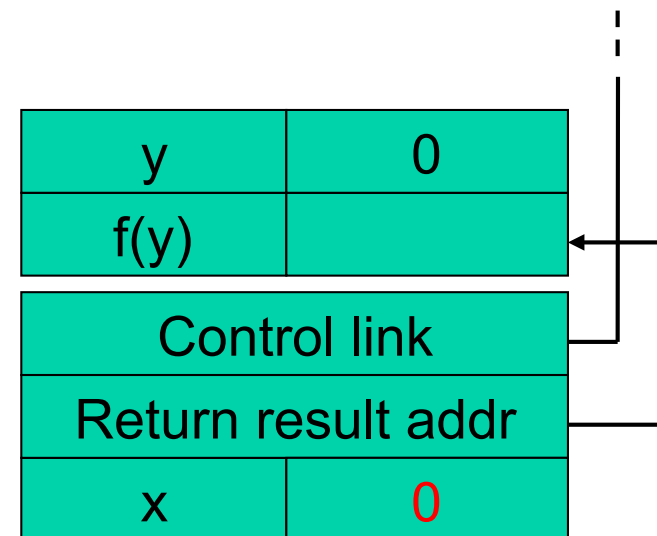 y 0
f(y)
Control link
Return result addr
x 0